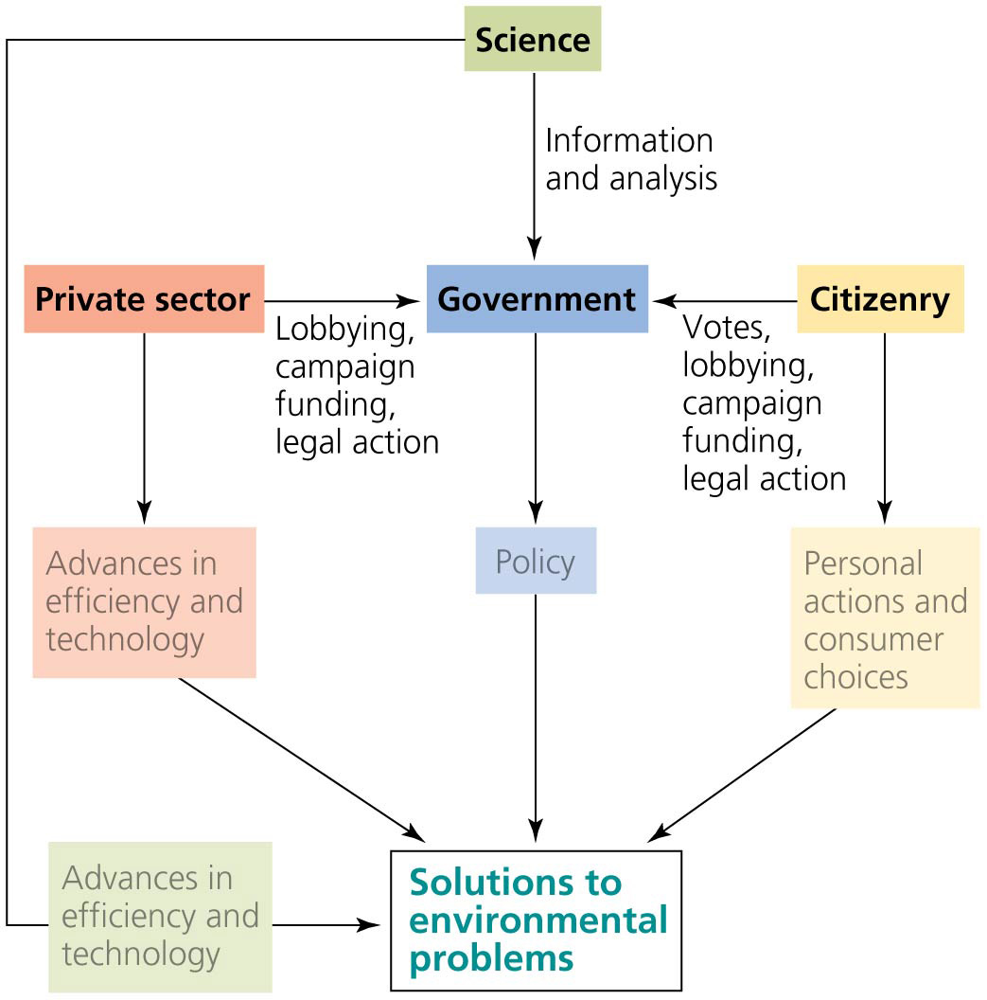 Science
Information
and analysis
Private sector
Government
Citizenry
Lobbying,
campaign
funding,
legal action
Votes,
lobbying,
campaign
funding,
legal action
Advances in
efficiency and
technology
Policy
Personal
actions and
consumer
choices
Advances in
efficiency and
technology
Solutions to
environmental
problems